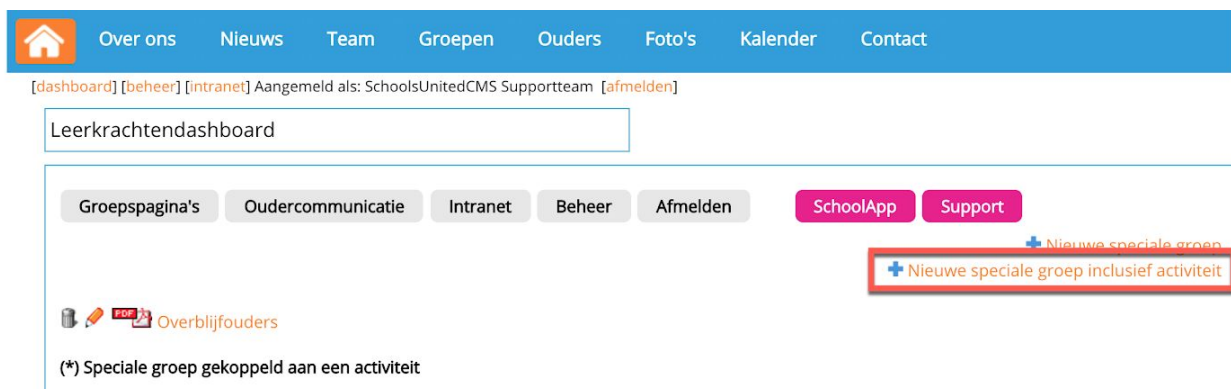 Over ons Nieuws Team Groepen Ouders Foto's Kalender Contact
[dashboard] [beheer] [intranet] Aangemeld als: SchoolsUnitedCMS Supportteam [afmelden]
Leerkrachtendashboard
Groepspagina's Oudercommunicatie Intranet Beheer Afmelden SchoolApp Support
Nieuwe speciale groep
Nieuwe speciale groep inclusief activiteit
PDF Overblijfouders
(*) Speciale groep gekoppeld aan een activiteit